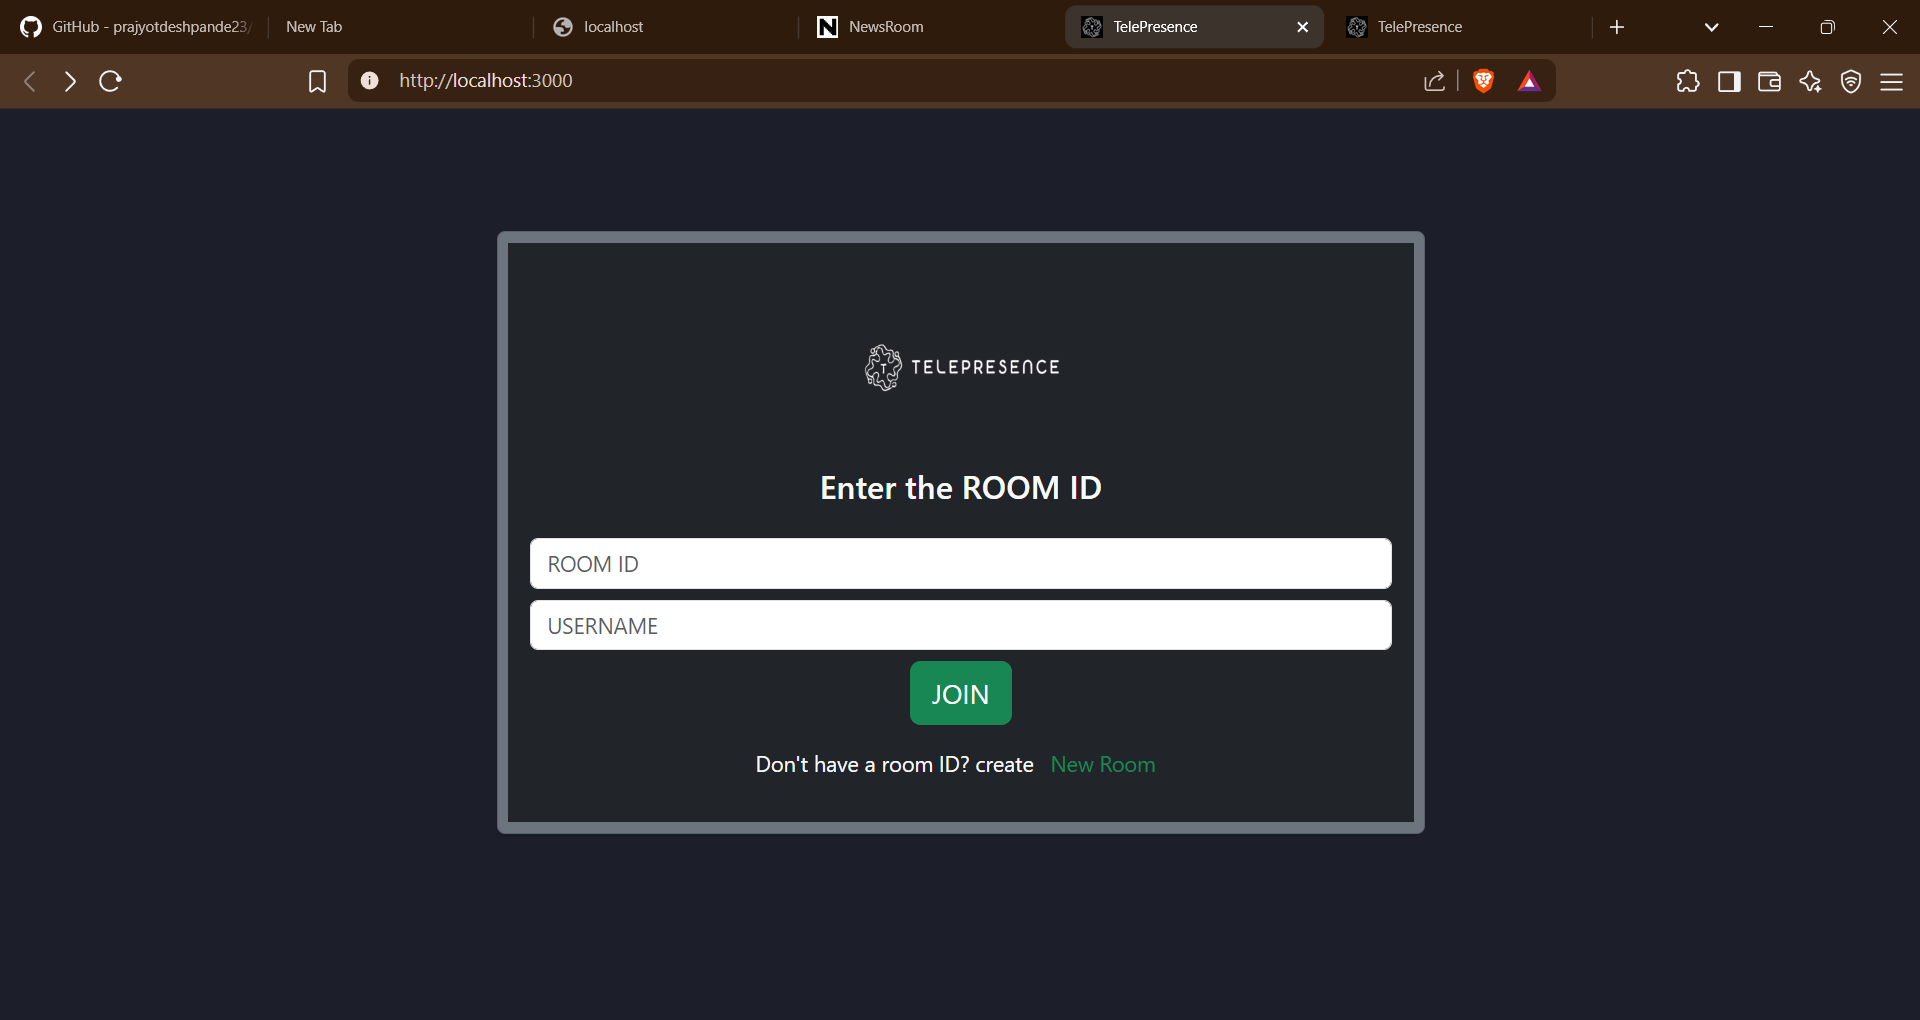 GitHub - prajyotdeshpande23/
New Tab
localhost
NewsRoom
TelePresence
TelePresence
http://localhost:3000
T TELEPRESENCE
Enter the ROOM ID
ROOM ID
USERNAME
JOIN
Don't have a room ID? create New Room